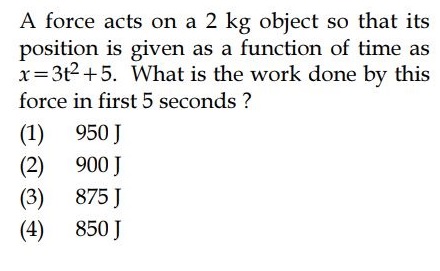 A force acts on a 2 kg object so that its
position is given as a function of time as
x=3t²+5. What is the work done by this
force in first 5 seconds ?
(1) 950 J
(2) 900 J
(3) 875 J
(4) 850 J